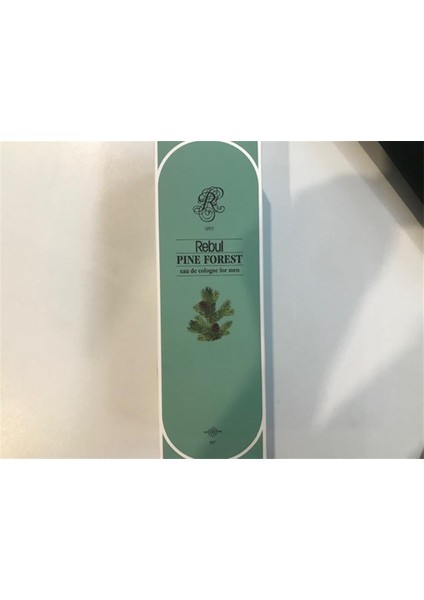 Rebul
PINE FOREST
eau de cologne for men